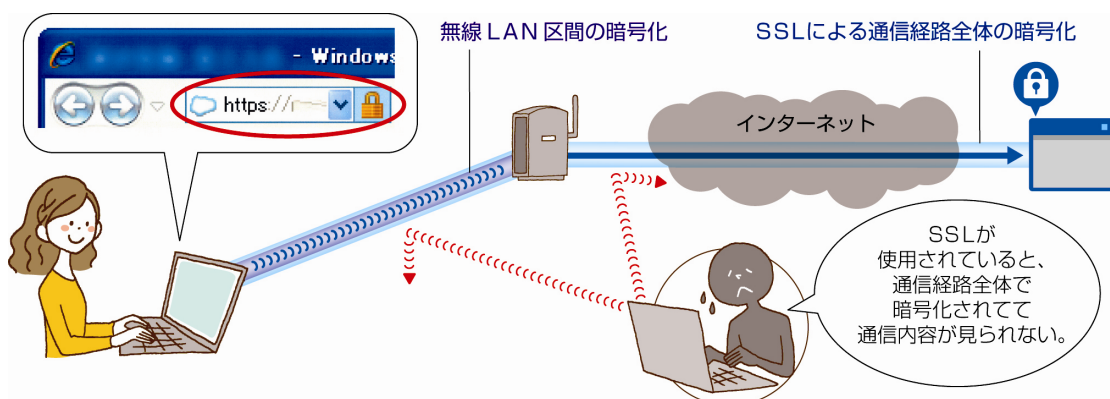 - Windows
https://
無線LAN区間の暗号化
SSLによる通信経路全体の暗号化
インターネット
SSLが
使用されていると、
通信経路全体で
暗号化されてて
通信内容が見られない。